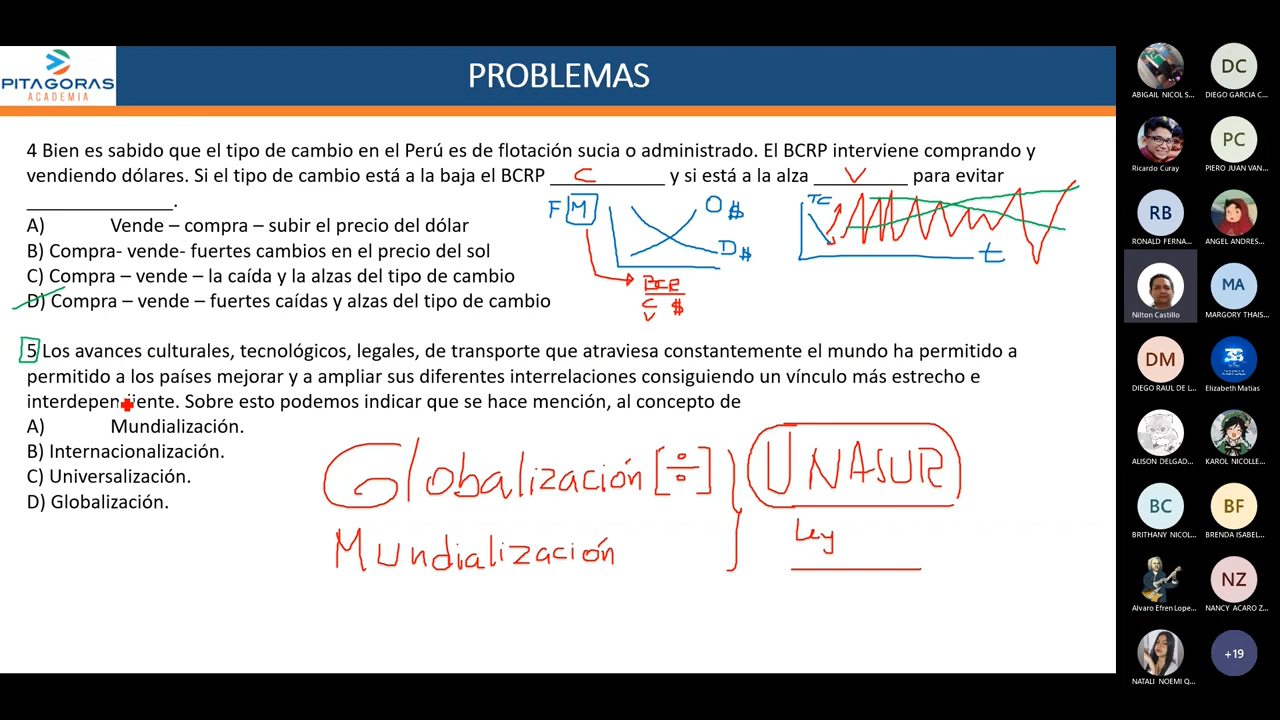 PITAGORAS
ACADEMIA
PROBLEMAS
4 Bien es sabido que el tipo de cambio en el Perú es de flotación sucia o administrado. El BCRP interviene comprando y
vendiendo dólares. Si el tipo de cambio está a la baja el BCRP ___________ y si está a la alza _________ para evitar
______________.
C
V
A) Vende – compra – subir el precio del dólar
B) Compra- vende- fuertes cambios en el precio del sol
C) Compra – vende – la caída y la alzas del tipo de cambio
D) Compra – vende – fuertes caídas y alzas del tipo de cambio
F M
O $
D $
BCR
C $
V
TC
t
5 Los avances culturales, tecnológicos, legales, de transporte que atraviesa constantemente el mundo ha permitido a
permitido a los países mejorar y a ampliar sus diferentes interrelaciones consiguiendo un vínculo más estrecho e
interdependiente. Sobre esto podemos indicar que se hace mención, al concepto de
A) Mundialización.
B) Internacionalización.
C) Universalización.
D) Globalización.
Globalización [÷]
UNASUR
Mundialización
Ley
ABIGAIL NICOL S...
DC
DIEGO GARCIA C...
Ricardo Curay
PC
PIERO JUAN VAN...
RB
RONALD FERNA...
ANGEL ANDRES...
Nilton Castillo
MA
MARGORY THAIS...
DM
DIEGO RAUL DE L...
Elizabeth Matias
ALISON DELGAD...
KAROL NICOLLE...
BC
BRITHANY NICOL...
BF
BRENDA ISABEL...
Alvaro Efren Lope...
NZ
NANCY ACARO Z...
NATALI NOEMI Q...
+19